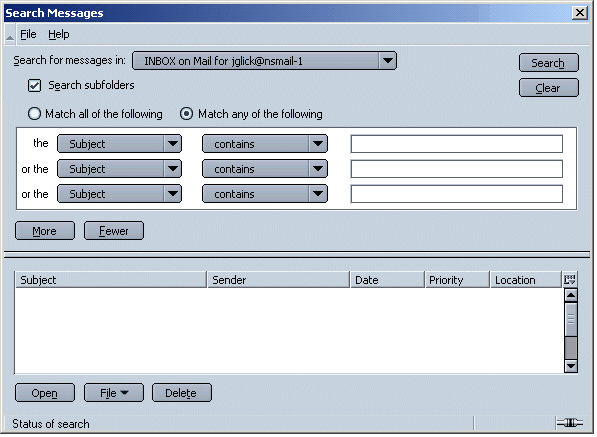 Search Messages
File Help
Search for messages in: INBOX on Mail for jglick@nsmail-1 Search
Search subfolders Clear
Match all of the following Match any of the following
the Subject contains
or the Subject contains
or the Subject contains
More Fewer
Subject Sender Date Priority Location
Open File Delete
Status of search